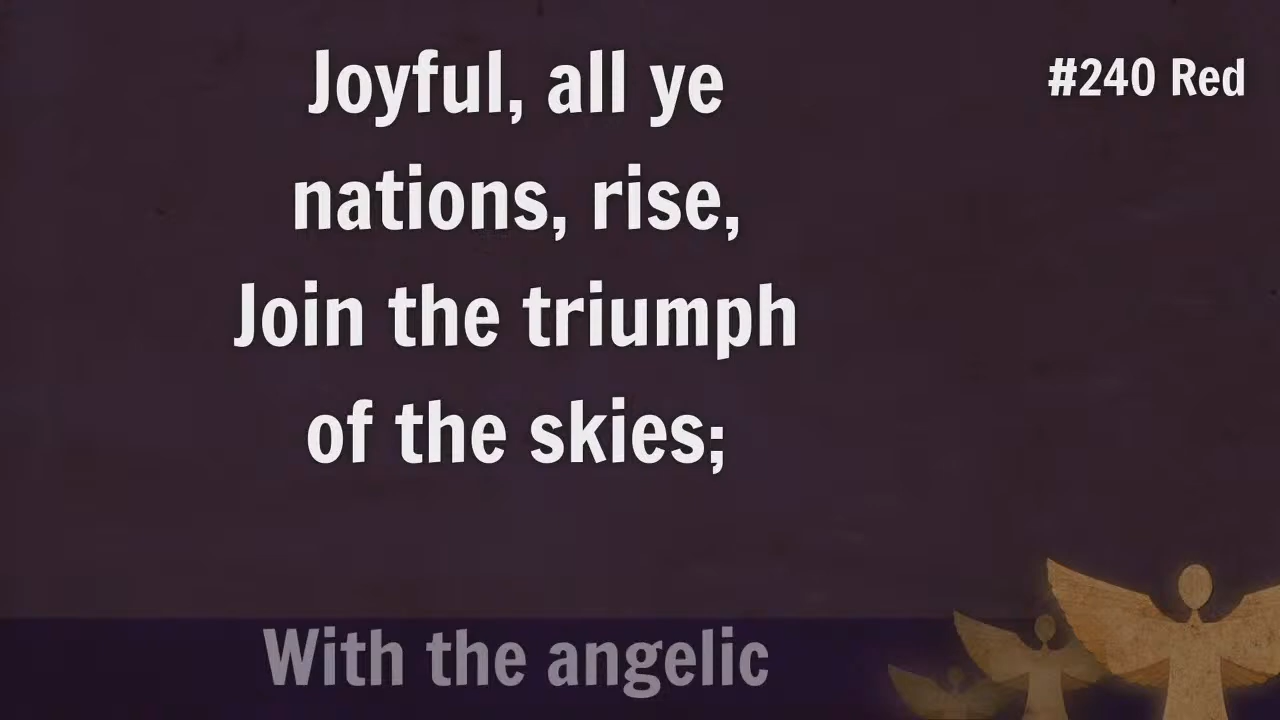 Joyful, all ye
#240 Red
nations, rise,
Join the triumph
of the skies;
With the angelic